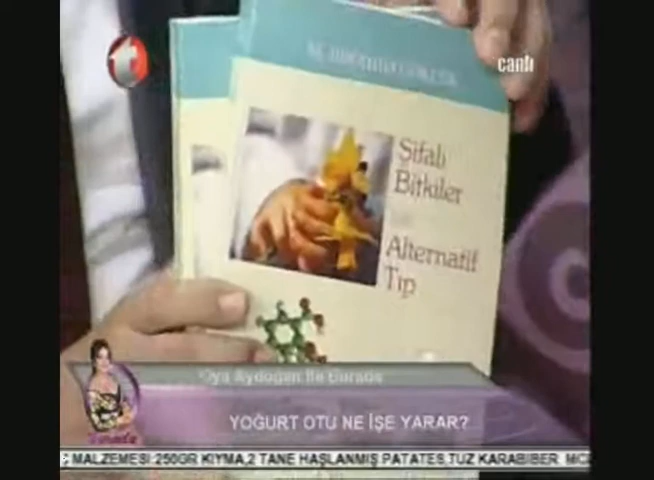 t
canlı
Şifalı
Bitkiler
Alternatif
Tıp
Oya Aydoğan İle Burada
YOĞURT OTU NE İŞE YARAR?
Ç MALZEMESİ:250GR KIYMA,2 TANE HAŞLANMIŞ PATATES,TUZ KARABİBER